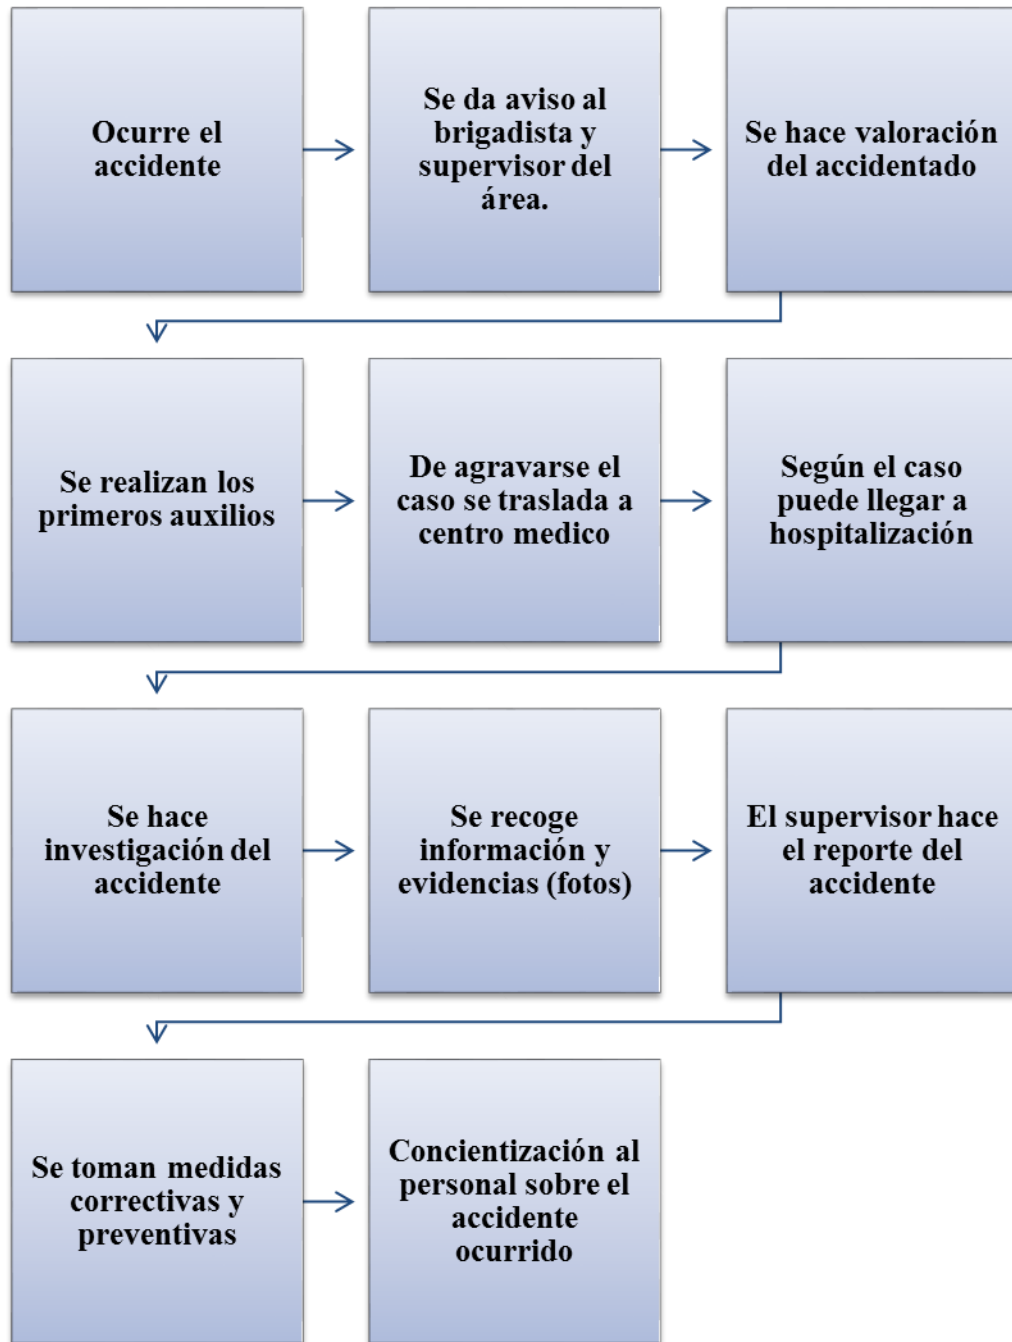 Ocurre el
accidente
Se da aviso al
brigadista y
supervisor del
área.
Se hace valoración
del accidentado
Se realizan los
primeros auxilios
De agravarse el
caso se traslada a
centro medico
Según el caso
puede llegar a
hospitalización
Se hace
investigación del
accidente
Se recoge
información y
evidencias (fotos)
El supervisor hace
el reporte del
accidente
Se toman medidas
correctivas y
preventivas
Concientización al
personal sobre el
accidente
ocurrido